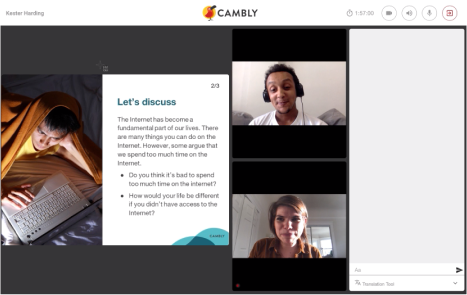 Kester Harding
CAMBLY
1:57:00
2/3
Let's discuss
The Internet has become a
fundamental part of our lives. There
are many things you can do on the
Internet. However, some argue that
we spend too much time on the
Internet.
Do you think it's bad to spend
too much time on the internet?
How would your life be different
if you didn't have access to the
Internet?
CAMBLY
Aa
Translation Tool